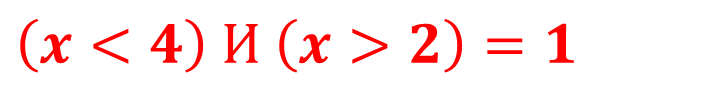 (x < 4) И (x > 2) = 1